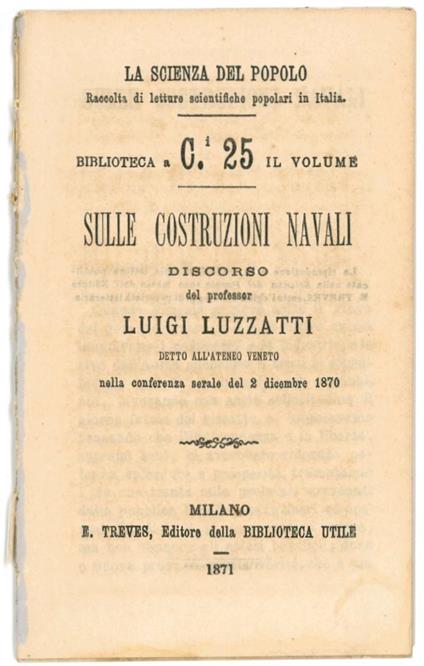 LA SCIENZA DEL POPOLO
Raccolta di letture scientifiche popolari in Italia.
BIBLIOTECA a C.i 25 IL VOLUME
SULLE COSTRUZIONI NAVALI
DISCORSO
del professor
LUIGI LUZZATTI
DETTO ALL'ATENEO VENETO
nella conferenza serale del 2 dicembre 1870
MILANO
E. TREVES, Editore della BIBLIOTECA UTILE
1871